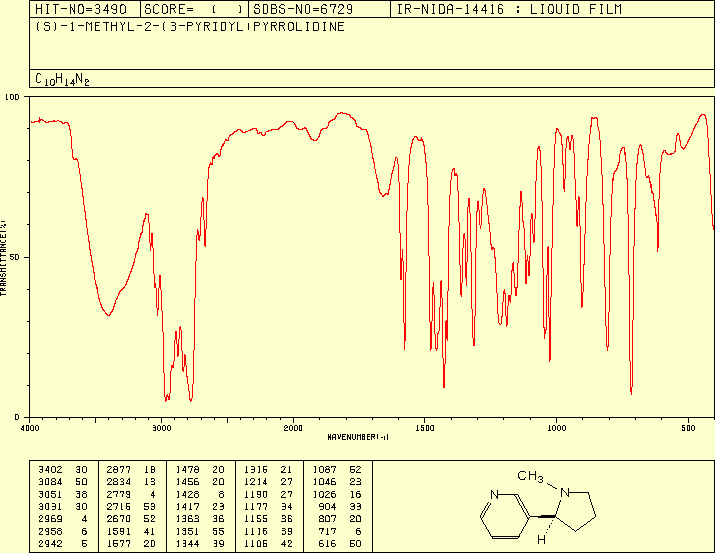 HIT-NO=3490 SCORE= ( ) SDBS-NO=6729 IR-NIDA-14416 : LIQUID FILM
(S)-1-METHYL-2-(3-PYRIDYL)PYRROLIDINE
C10H14N2
100
TRANSMITTANCE(%)
50
0
4000 3000 2000 1500 1000 500
WAVENUMBER(-1)
3402 30 2877 18 1478 20 1316 21 1087 52
3084 50 2834 13 1456 20 1214 27 1046 23
3051 38 2779 4 1428 8 1190 27 1026 16
3031 30 2716 53 1417 23 1177 34 904 33
2969 4 2670 52 1363 36 1155 36 807 20
2958 5 1591 41 1351 55 1116 39 717 6
2942 5 1577 20 1344 39 1106 42 616 50
CH3
N
N
H